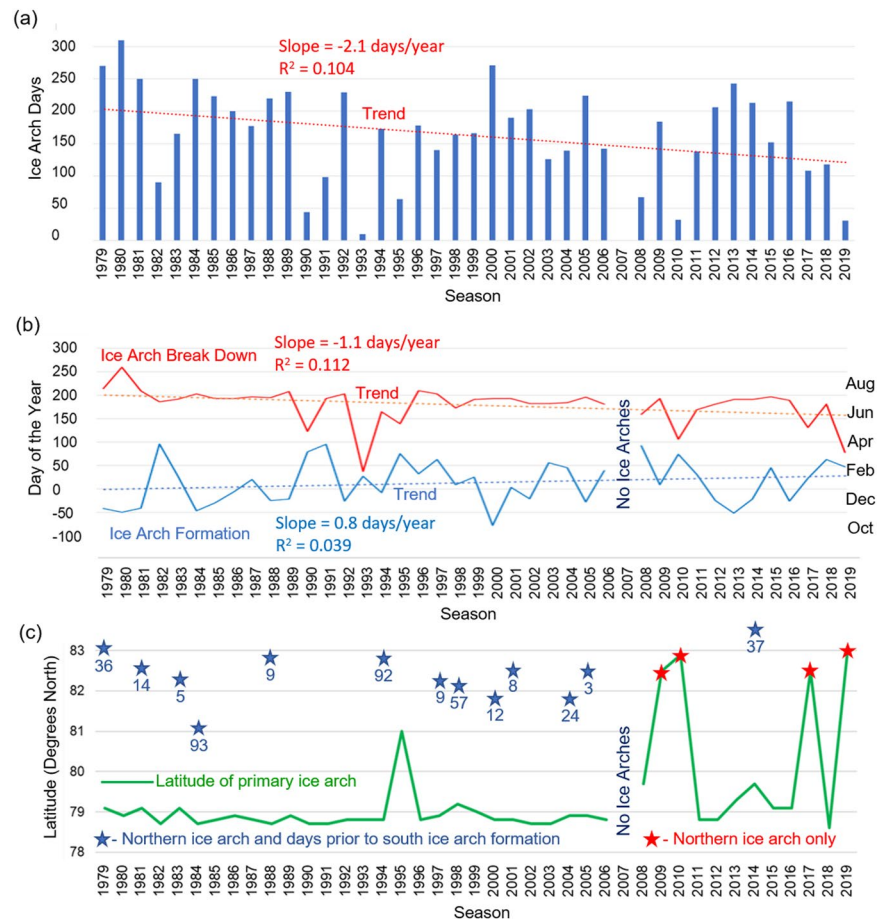 (a)
300
250
200
150
100
50
0
Ice Arch Days
Slope = -2.1 days/year
R² = 0.104
Trend
1979 1980 1981 1982 1983 1984 1985 1986 1987 1988 1989 1990 1991 1992 1993 1994 1995 1996 1997 1998 1999 2000 2001 2002 2003 2004 2005 2006 2007 2008 2009 2010 2011 2012 2013 2014 2015 2016 2017 2018 2019
Season
(b)
300
250
200
150
100
50
0
-50
-100
Day of the Year
Ice Arch Break Down
Slope = -1.1 days/year
R² = 0.112
Trend
Trend
Ice Arch Formation
Slope = 0.8 days/year
R² = 0.039
No Ice Arches
Aug
Jun
Apr
Feb
Dec
Oct
1979 1980 1981 1982 1983 1984 1985 1986 1987 1988 1989 1990 1991 1992 1993 1994 1995 1996 1997 1998 1999 2000 2001 2002 2003 2004 2005 2006 2007 2008 2009 2010 2011 2012 2013 2014 2015 2016 2017 2018 2019
Season
(c)
83
82
81
80
79
78
Latitude (Degrees North)
36
14
5
93
9
92
9
57
12
8
24
3
37
No Ice Arches
Latitude of primary ice arch
- Northern ice arch and days prior to south ice arch formation
- Northern ice arch only
1979 1980 1981 1982 1983 1984 1985 1986 1987 1988 1989 1990 1991 1992 1993 1994 1995 1996 1997 1998 1999 2000 2001 2002 2003 2004 2005 2006 2007 2008 2009 2010 2011 2012 2013 2014 2015 2016 2017 2018 2019
Season